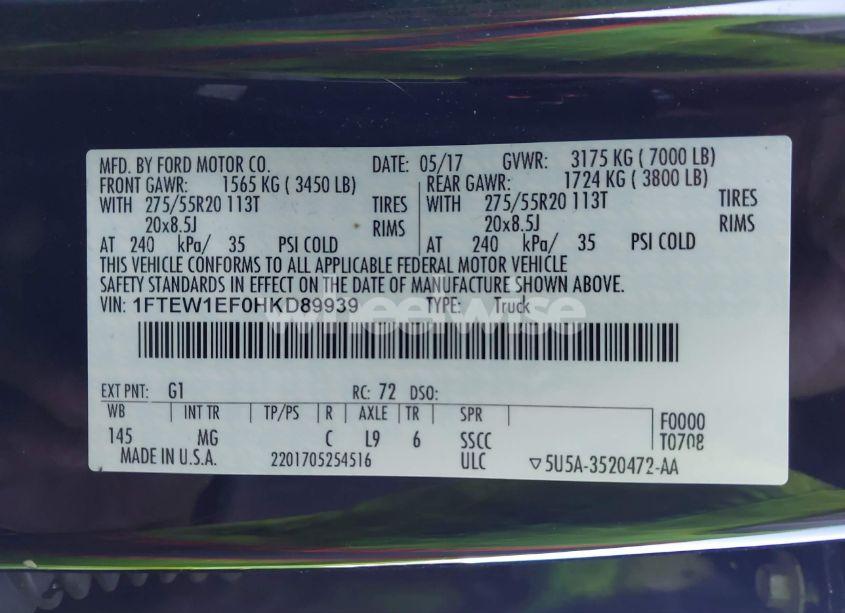 MFD. BY FORD MOTOR CO. DATE: 05/17 GVWR: 3175 KG ( 7000 LB)
FRONT GAWR: 1565 KG ( 3450 LB) REAR GAWR: 1724 KG ( 3800 LB)
WITH 275/55R20 113T TIRES WITH 275/55R20 113T TIRES
20x8.5J RIMS 20x8.5J RIMS
AT 240 kPa/ 35 PSI COLD AT 240 kPa/ 35 PSI COLD
THIS VEHICLE CONFORMS TO ALL APPLICABLE FEDERAL MOTOR VEHICLE
SAFETY STANDARDS IN EFFECT ON THE DATE OF MANUFACTURE SHOWN ABOVE.
VIN: 1FTEW1EF0HKD89939 TYPE: Truck
wheelwise
EXT PNT: G1 RC: 72 DSO:
WB INT TR TP/PS R AXLE TR SPR F0000
145 MG C L9 6 SSCC T0708
MADE IN U.S.A. 2201705254516 ULC ▽5U5A-3520472-AA